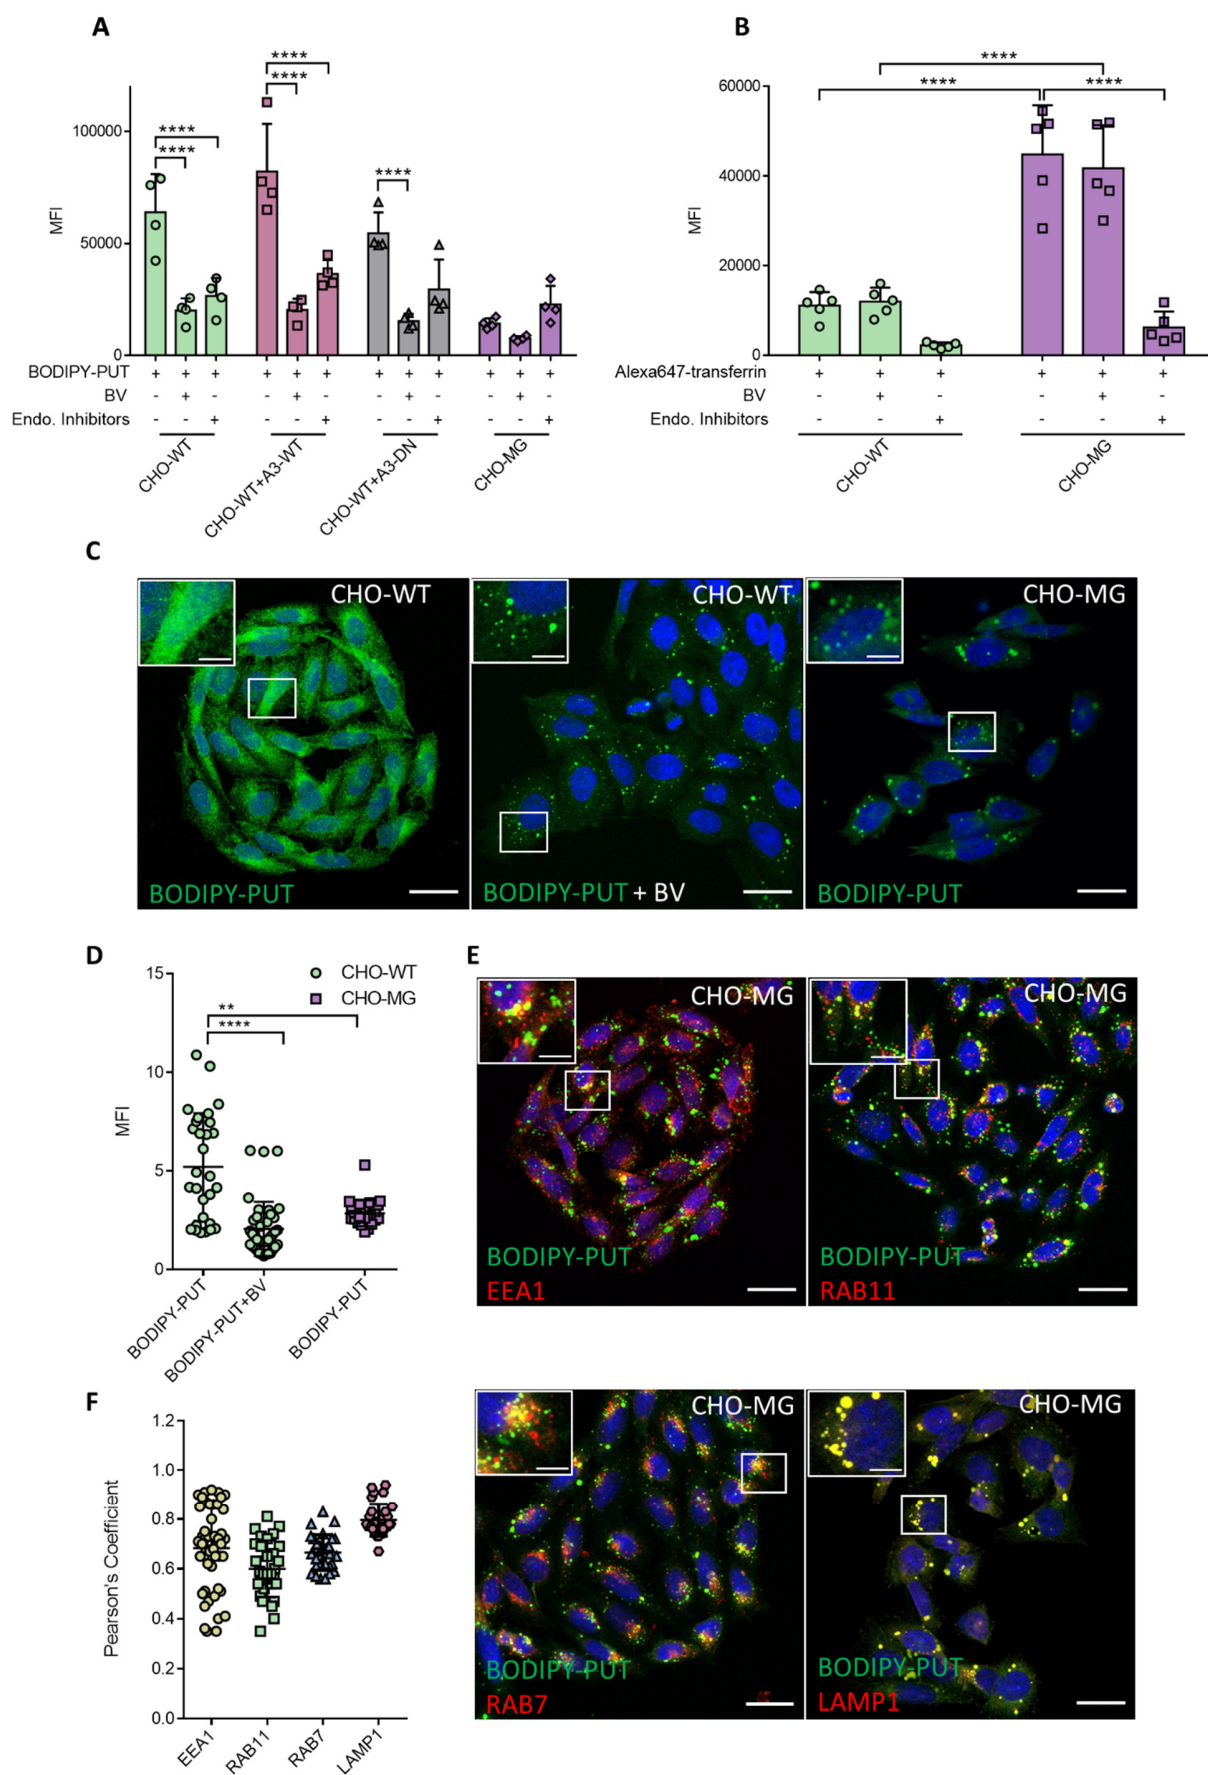 A
****
****
****
****
****
****
****
100000
50000
0
MFI
BODIPY-PUT + + + + + + + + + + + +
BV - + - - + - - + - - + -
Endo. Inhibitors - - + - - + - - + - - +
CHO-WT
CHO-WT+A3-WT
CHO-WT+A3-DN
CHO-MG
B
****
**** ****
60000
40000
20000
0
MFI
Alexa647-transferrin + + + + + +
BV - + - - + -
Endo. Inhibitors - - + - - +
CHO-WT
CHO-MG
C
CHO-WT
BODIPY-PUT
CHO-WT
BODIPY-PUT + BV
CHO-MG
BODIPY-PUT
D
CHO-WT
CHO-MG
**
****
15
10
5
0
MFI
BODIPY-PUT
BODIPY-PUT+BV
BODIPY-PUT
E
CHO-MG
BODIPY-PUT
EEA1
CHO-MG
BODIPY-PUT
RAB11
CHO-MG
BODIPY-PUT
RAB7
CHO-MG
BODIPY-PUT
LAMP1
F
1.2
1.0
0.8
0.6
0.4
0.2
0.0
Pearson's Coefficient
EEA1
RAB11
RAB7
LAMP1